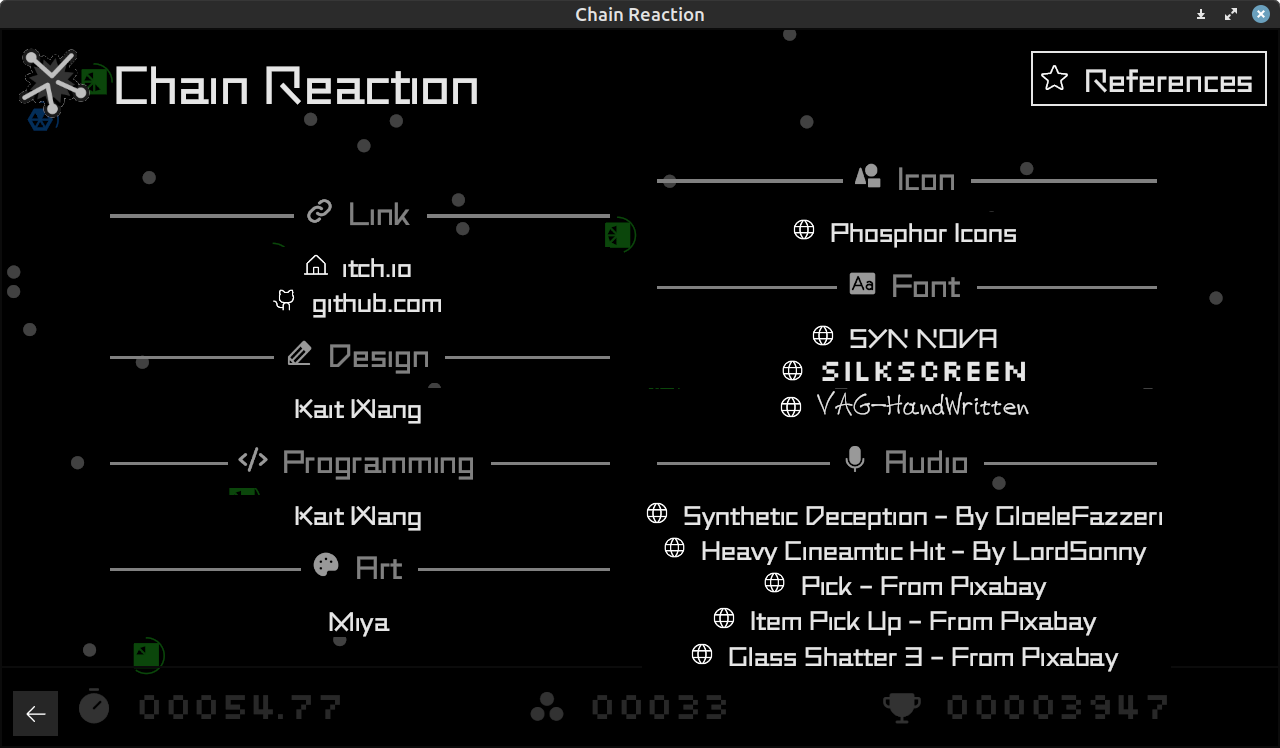 Chain Reaction
Chain Reaction
References
Link
itch.io
github.com
Design
Kait Wang
Programming
Kait Wang
Art
Miya
Icon
Phosphor Icons
Font
Aa
SYN NOVA
SILKSCREEN
VAG-HandWritten
Audio
Synthetic Deception - By GloeleFazzeri
Heavy Cineamtic Hit - By LordSonny
Pick - From Pixabay
Item Pick Up - From Pixabay
Glass Shatter 3 - From Pixabay
00054.77
00033
00003947